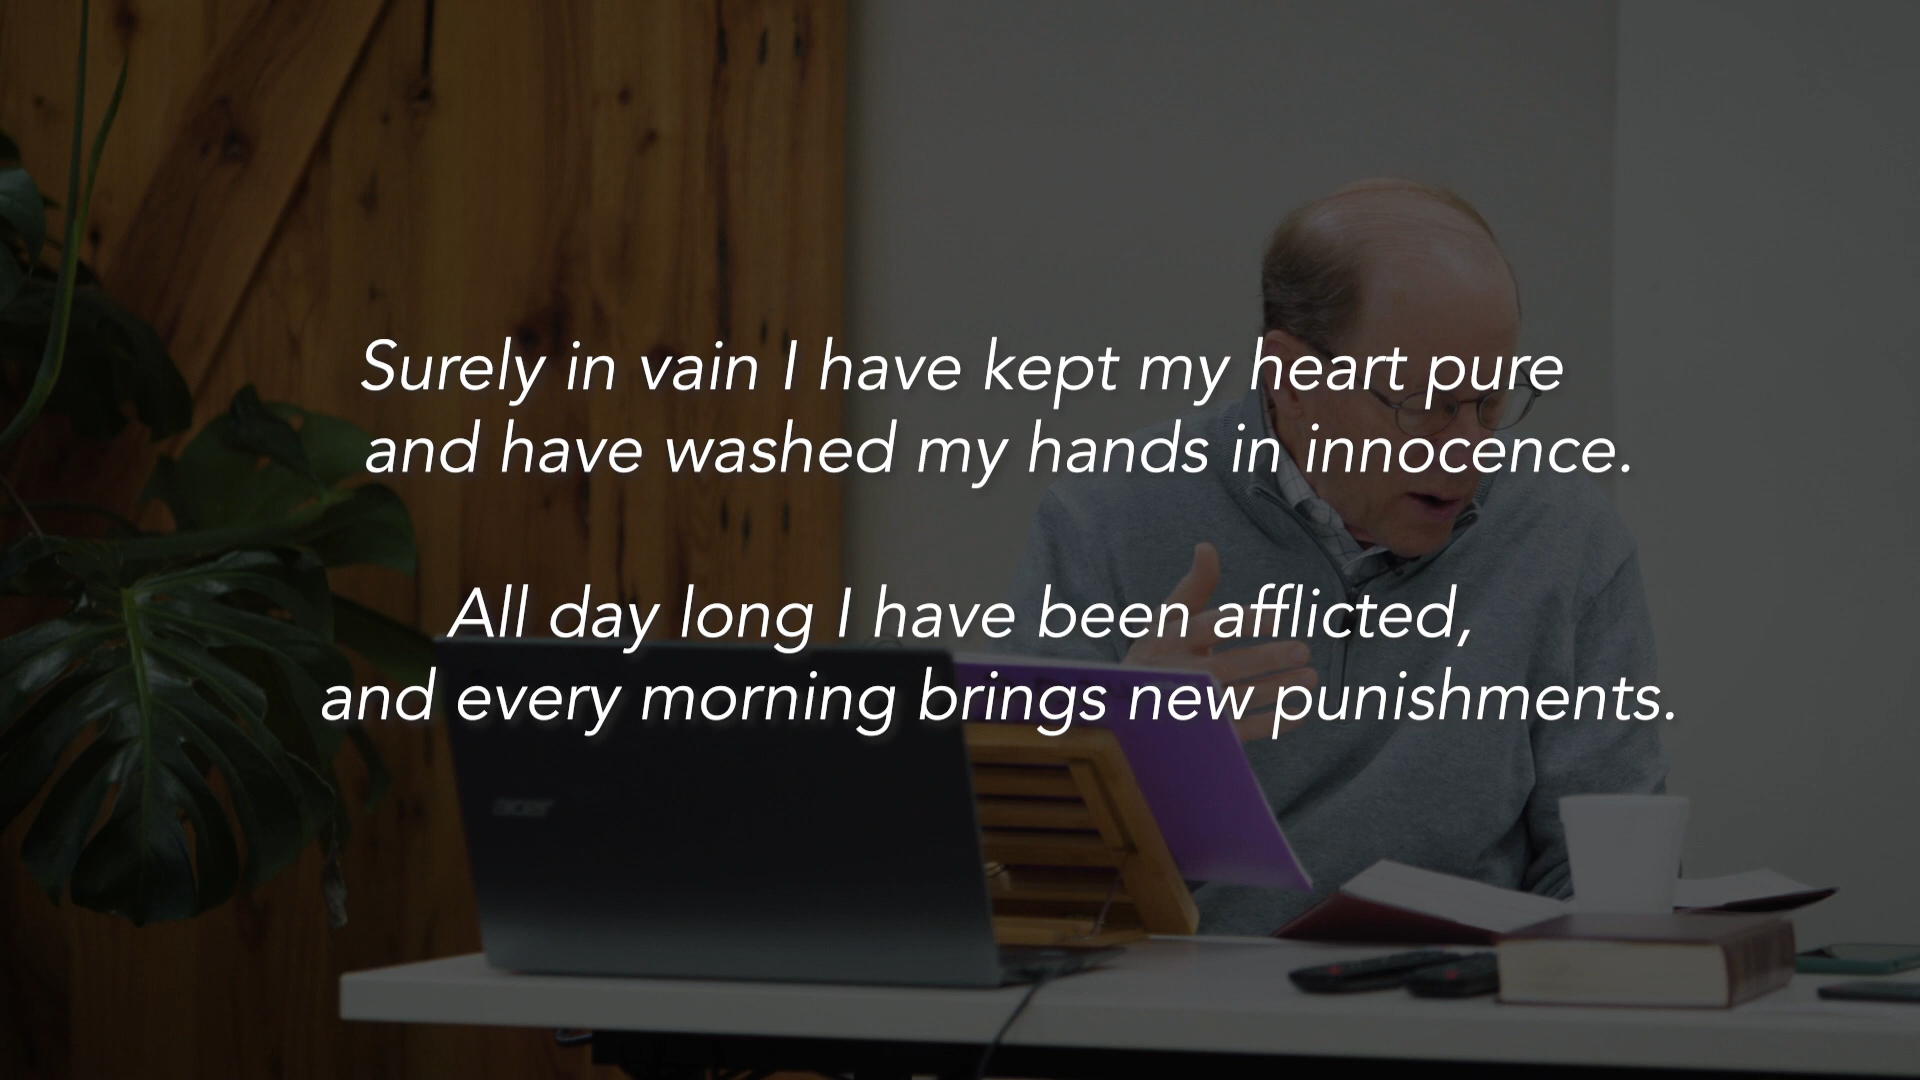 Surely in vain I have kept my heart pure
and have washed my hands in innocence.
All day long I have been afflicted,
and every morning brings new punishments.
acer